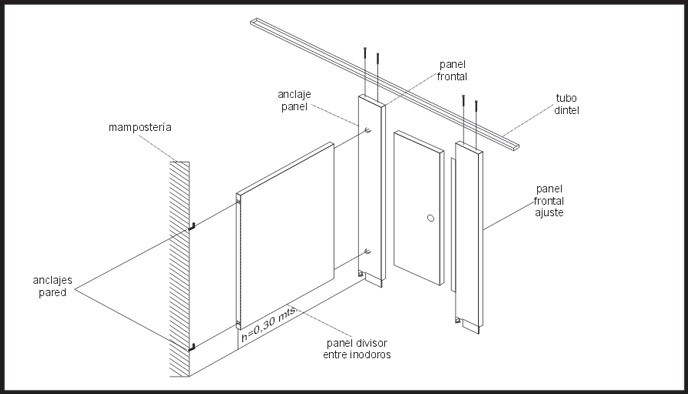 panel
frontal
anclaje
panel
tubo
dintel
mampostería
panel
frontal
ajuste
anclajes
pared
h=0,30 mts.
panel divisor
entre inodoros